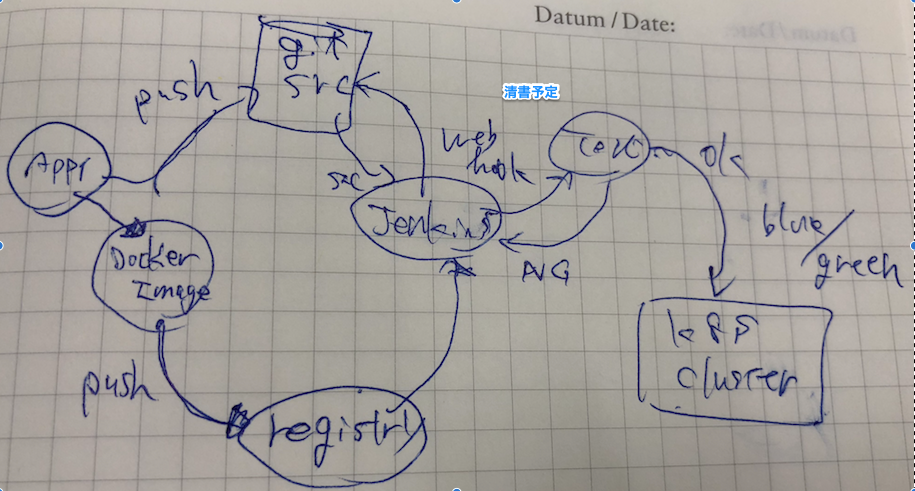 Datum / Date:
git
src
push
清書予定
Web
hook
ok
Appr
src
Jenkins
blue/
green
NG
Docker
Image
k8s
cluster
push
registry